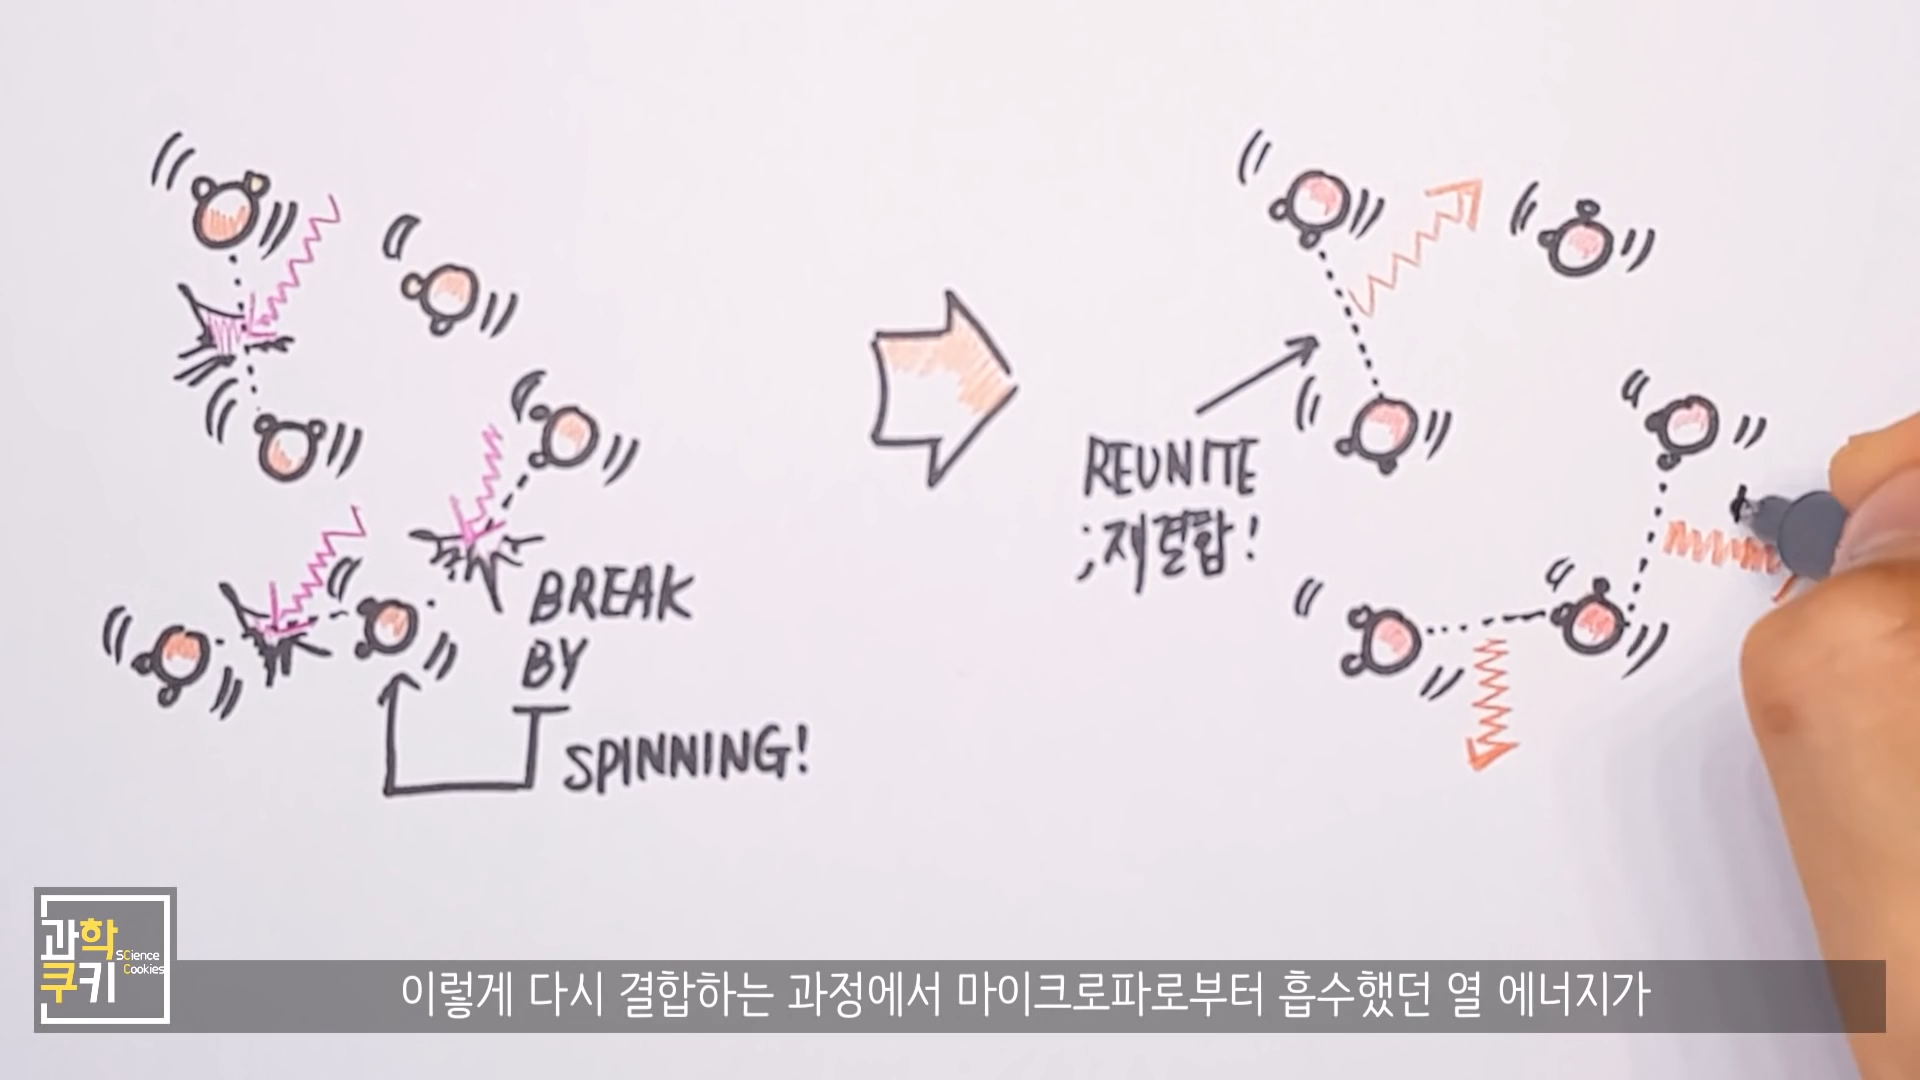 BREAK
BY
SPINNING!
REUNITE
;재결합!
과학
쿠키
Science
Cookies
이렇게 다시 결합하는 과정에서 마이크로파로부터 흡수했던 열 에너지가